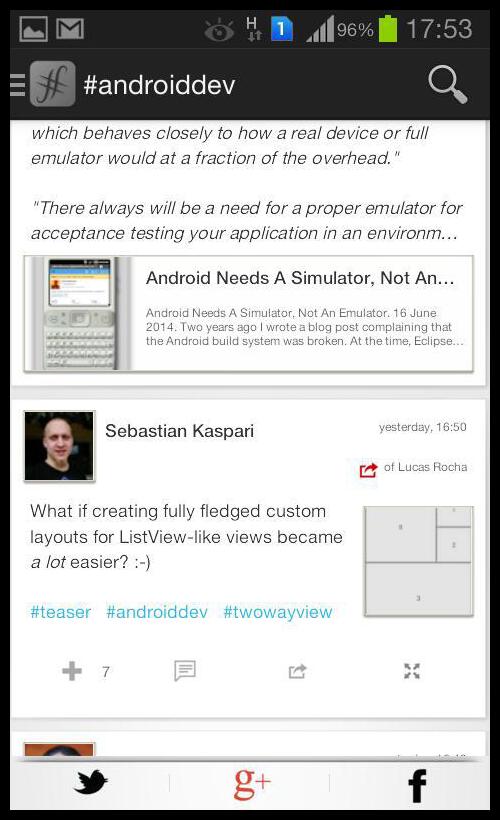 H
1
96%
17:53
#androiddev
which behaves closely to how a real device or full
emulator would at a fraction of the overhead."
"There always will be a need for a proper emulator for
acceptance testing your application in an environm...
Android Needs A Simulator, Not An...
Android Needs A Simulator, Not An Emulator. 16 June
2014. Two years ago I wrote a blog post complaining that
the Android build system was broken. At the time, Eclipse...
Sebastian Kaspari
yesterday, 16:50
of Lucas Rocha
What if creating fully fledged custom
layouts for ListView-like views became
a lot easier? :-)
#teaser #androiddev #twowayview
1
2
3
7
g+
f